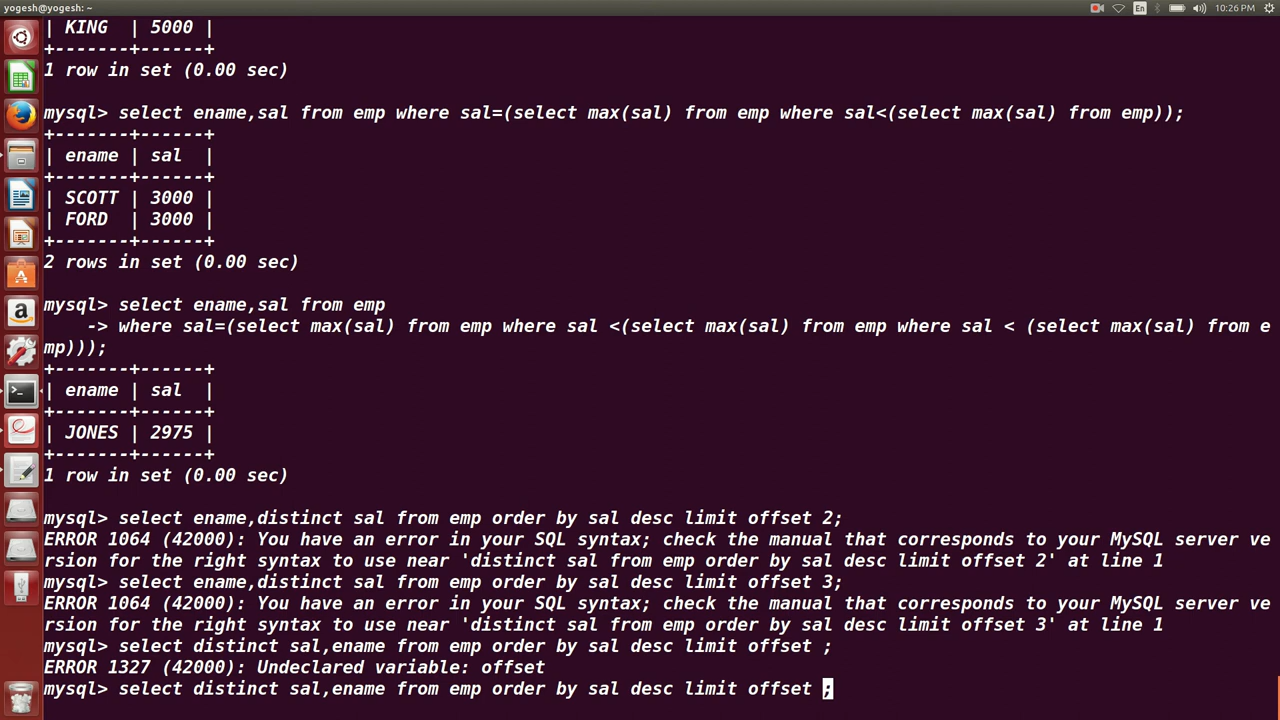 yogesh@yogesh: ~
En
10:26 PM
| KING  | 5000 |
+-------+------+
1 row in set (0.00 sec)
mysql> select ename,sal from emp where sal=(select max(sal) from emp where sal<(select max(sal) from emp));
+-------+------+
| ename | sal  |
+-------+------+
| SCOTT | 3000 |
| FORD  | 3000 |
+-------+------+
2 rows in set (0.00 sec)
mysql> select ename,sal from emp
    -> where sal=(select max(sal) from emp where sal <(select max(sal) from emp where sal < (select max(sal) from e
mp)));
+-------+------+
| ename | sal  |
+-------+------+
| JONES | 2975 |
+-------+------+
1 row in set (0.00 sec)
mysql> select ename,distinct sal from emp order by sal desc limit offset 2;
ERROR 1064 (42000): You have an error in your SQL syntax; check the manual that corresponds to your MySQL server ve
rsion for the right syntax to use near 'distinct sal from emp order by sal desc limit offset 2' at line 1
mysql> select ename,distinct sal from emp order by sal desc limit offset 3;
ERROR 1064 (42000): You have an error in your SQL syntax; check the manual that corresponds to your MySQL server ve
rsion for the right syntax to use near 'distinct sal from emp order by sal desc limit offset 3' at line 1
mysql> select distinct sal,ename from emp order by sal desc limit offset ;
ERROR 1327 (42000): Undeclared variable: offset
mysql> select distinct sal,ename from emp order by sal desc limit offset ;